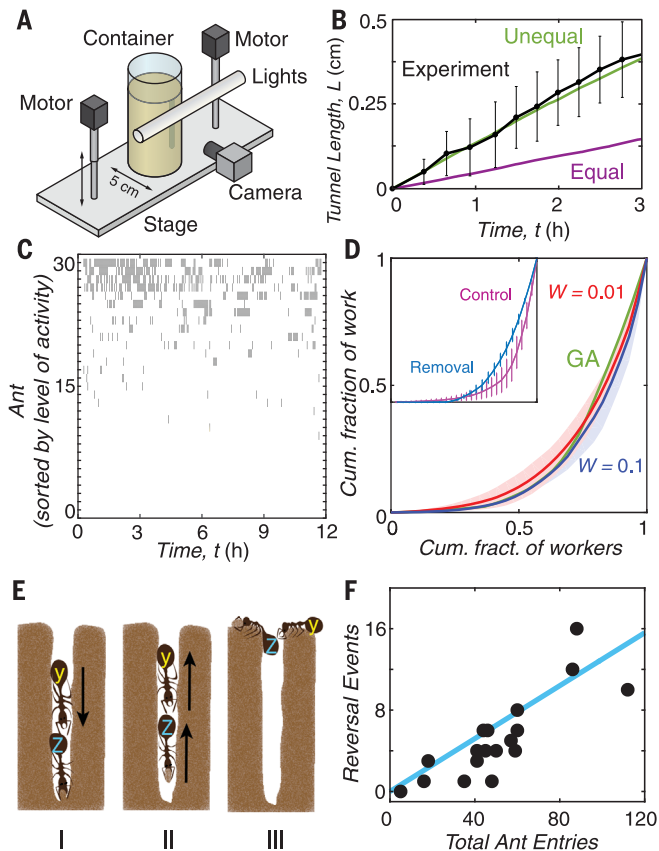 A
Container
Motor
Lights
Motor
5 cm
Camera
Stage
B
Tunnel Length, L (cm)
0.5
0.25
0
Unequal
Experiment
Equal
0 1 2 3
Time, t (h)
C
Ant
(sorted by level of activity)
30
15
0
0 3 6 9 12
Time, t (h)
D
Cum. fraction of work
1
0.5
0
Control
Removal
W = 0.01
GA
W = 0.1
0.5 1
Cum. fract. of workers
E
y
Z
y
Z
Z
y
I II III
F
Reversal Events
16
8
0
0 40 80 120
Total Ant Entries